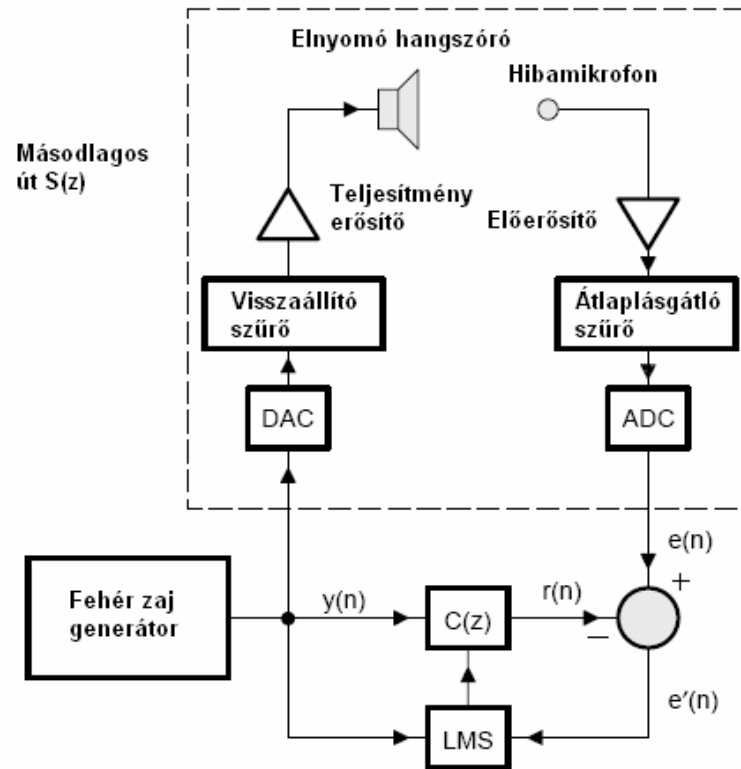 Elnyomó hangszóró
Hibamikrofon
Másodlagos
út S(z)
Teljesítmény
erősítő
Előerősítő
Visszaállító
szűrő
Átlaplásgátló
szűrő
DAC
ADC
e(n)
+
Fehér zaj
generátor
y(n)
C(z)
r(n)
−
e′(n)
LMS